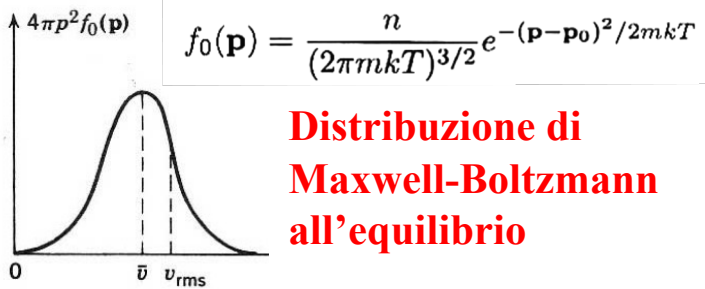 4πp²f₀(p)
f₀(p) = n / (2πmkT)^{3/2} e^{−(p−p₀)²/2mkT}
Distribuzione di
Maxwell-Boltzmann
all’equilibrio
0 v̄ v_rms